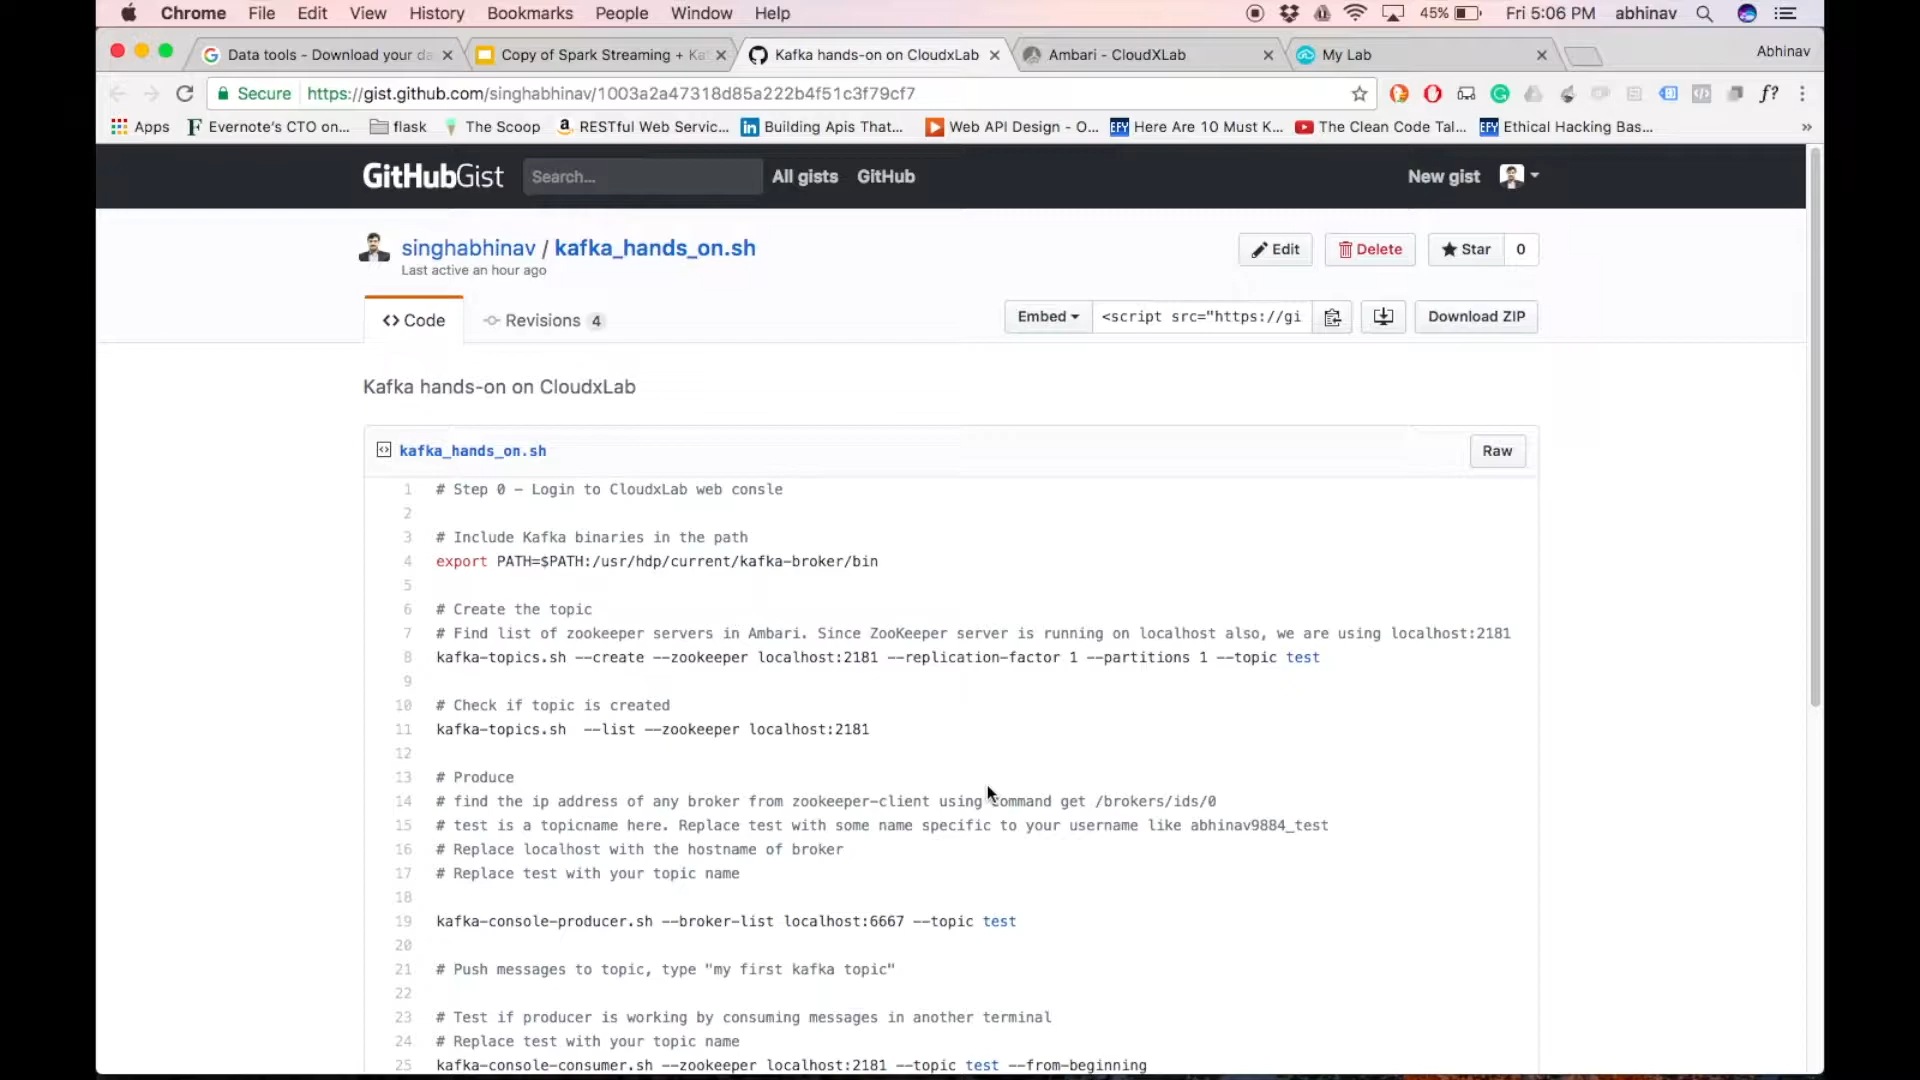 Chrome File Edit View History Bookmarks People Window Help 45% Fri 5:06 PM abhinav
Data tools - Download your da Copy of Spark Streaming + Ka Kafka hands-on on CloudxLab Ambari - CloudXLab My Lab Abhinav
Secure https://gist.github.com/singhabhinav/1003a2a47318d85a222b4f51c3f79cf7 f?
Apps Evernote's CTO on... flask The Scoop RESTful Web Servic... Building Apis That... Web API Design - O... Here Are 10 Must K... The Clean Code Tal... Ethical Hacking Bas... »
GitHubGist Search... All gists GitHub New gist
singhabhinav / kafka_hands_on.sh Edit Delete Star 0
Last active an hour ago
Code Revisions 4 Embed <script src="https://gi Download ZIP
Kafka hands-on on CloudxLab
kafka_hands_on.sh Raw
1 # Step 0 - Login to CloudxLab web consle
2
3 # Include Kafka binaries in the path
4 export PATH=$PATH:/usr/hdp/current/kafka-broker/bin
5
6 # Create the topic
7 # Find list of zookeeper servers in Ambari. Since ZooKeeper server is running on localhost also, we are using localhost:2181
8 kafka-topics.sh --create --zookeeper localhost:2181 --replication-factor 1 --partitions 1 --topic test
9
10 # Check if topic is created
11 kafka-topics.sh  --list --zookeeper localhost:2181
12
13 # Produce
14 # find the ip address of any broker from zookeeper-client using command get /brokers/ids/0
15 # test is a topicname here. Replace test with some name specific to your username like abhinav9884_test
16 # Replace localhost with the hostname of broker
17 # Replace test with your topic name
18
19 kafka-console-producer.sh --broker-list localhost:6667 --topic test
20
21 # Push messages to topic, type "my first kafka topic"
22
23 # Test if producer is working by consuming messages in another terminal
24 # Replace test with your topic name
25 kafka-console-consumer.sh --zookeeper localhost:2181 --topic test --from-beginning